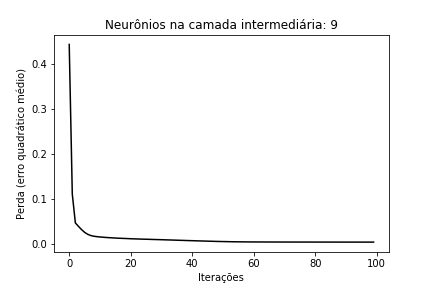 Neurônios na camada intermediária: 9
Perda (erro quadrático médio)
0.4
0.3
0.2
0.1
0.0
0 20 40 60 80 100
Iterações